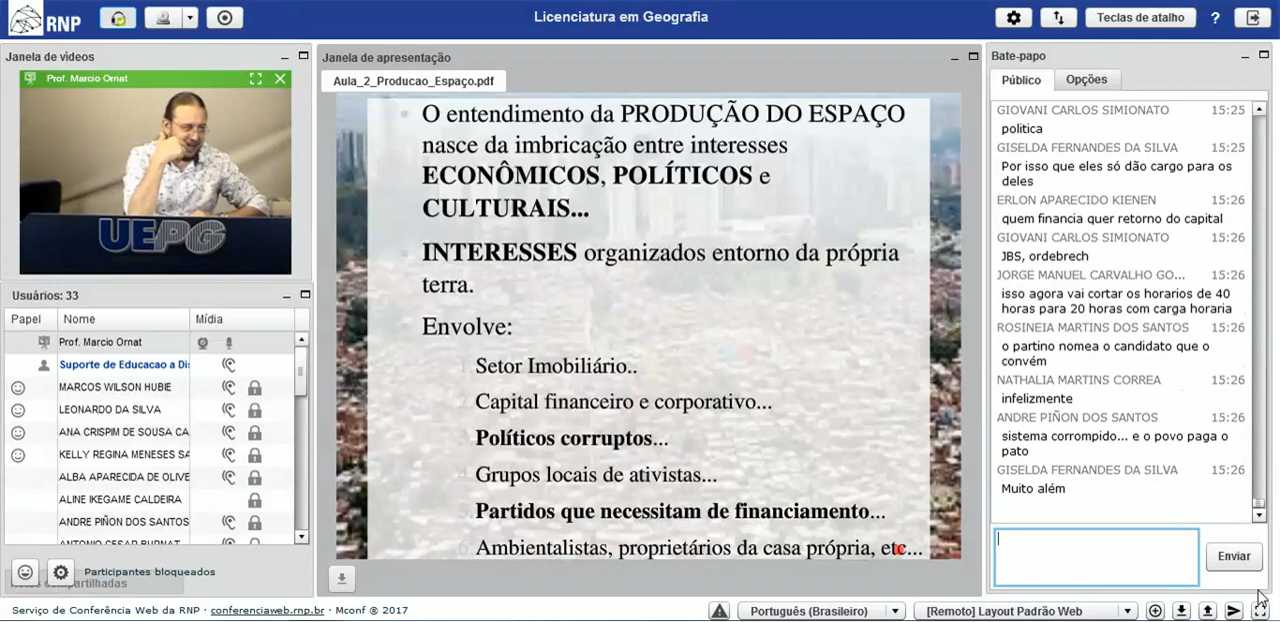 RNP
Licenciatura em Geografia
Teclas de atalho
?
Janela de vídeos
Prof. Marcio Ornat
UEPG
Usuários: 33
Papel Nome Mídia
Prof. Marcio Ornat
Suporte de Educacao a Di
MARCOS WILSON HUBIE
LEONARDO DA SILVA
ANA CRISPIM DE SOUSA CA
KELLY REGINA MENESES SA
ALBA APARECIDA DE OLIVE
ALINE IKEGAME CALDEIRA
ANDRE PIÑON DOS SANTOS
ANTONIO CESAR BURNAT
Participantes bloqueados
Janela de apresentação
Aula_2_Producao_Espaço.pdf
O entendimento da PRODUÇÃO DO ESPAÇO
nasce da imbricação entre interesses
ECONÔMICOS, POLÍTICOS e
CULTURAIS...
INTERESSES organizados entorno da própria
terra.
Envolve:
Setor Imobiliário..
Capital financeiro e corporativo...
Políticos corruptos...
Grupos locais de ativistas...
Partidos que necessitam de financiamento...
Ambientalistas, proprietários da casa própria, etc...
Bate-papo
Público Opções
GIOVANI CARLOS SIMIONATO 15:25
politica
GISELDA FERNANDES DA SILVA 15:25
Por isso que eles só dão cargo para os
deles
ERLON APARECIDO KIENEN 15:26
quem financia quer retorno do capital
GIOVANI CARLOS SIMIONATO 15:26
JBS, ordebrech
JORGE MANUEL CARVALHO GO... 15:26
isso agora vai cortar os horarios de 40
horas para 20 horas com carga horaria
ROSINEIA MARTINS DOS SANTOS 15:26
o partino nomea o candidato que o
convém
NATHALIA MARTINS CORREA 15:26
infelizmente
ANDRE PIÑON DOS SANTOS 15:26
sistema corrompido... e o povo paga o
pato
GISELDA FERNANDES DA SILVA 15:26
Muito além
Enviar
Serviço de Conferência Web da RNP · conferenciaweb.rnp.br · Mconf ® 2017
Português (Brasileiro)
[Remoto] Layout Padrão Web